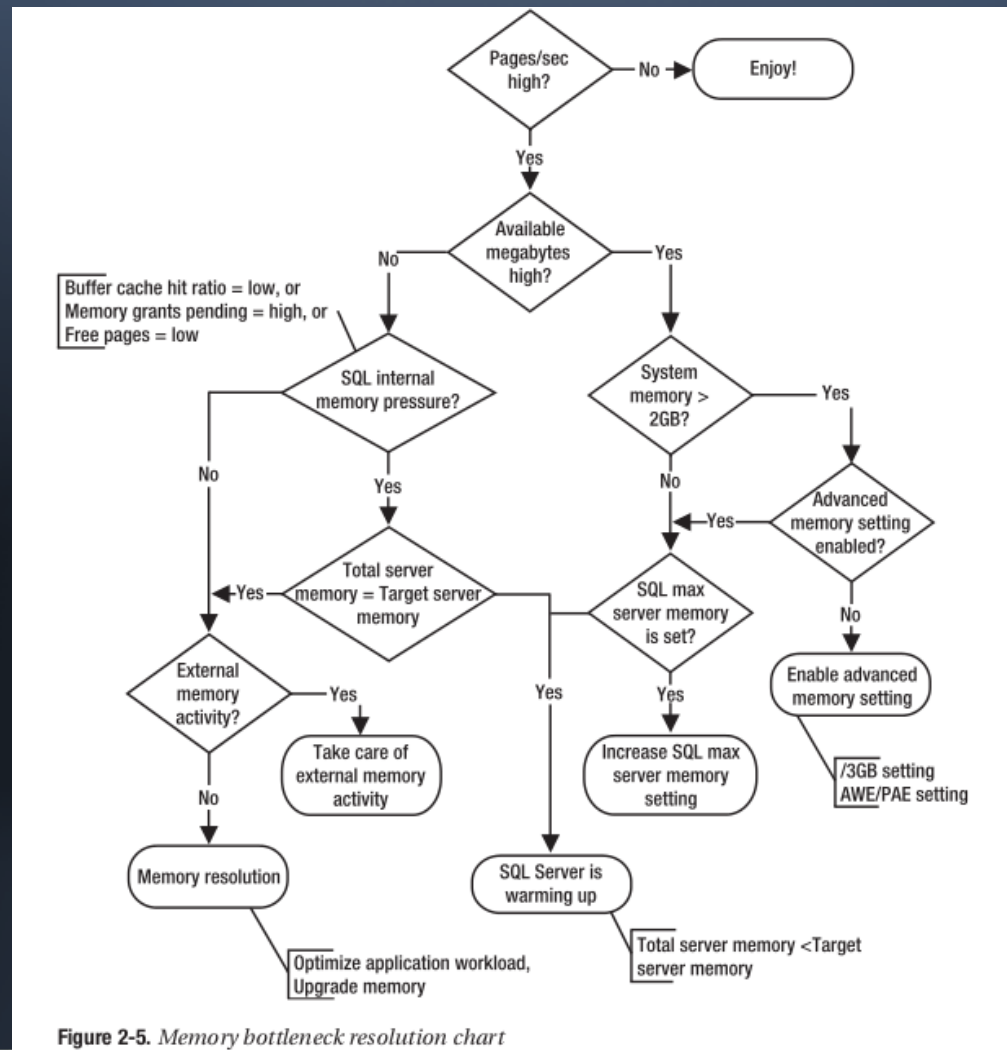 Pages/sec
high?
No
Enjoy!
Yes
Available
megabytes
high?
No
Yes
Buffer cache hit ratio = low, or
Memory grants pending = high, or
Free pages = low
SQL internal
memory pressure?
System
memory >
2GB?
Yes
No
Yes
No
Advanced
memory setting
enabled?
Yes
Total server
memory = Target server
memory
Yes
SQL max
server memory
is set?
No
External
memory
activity?
Yes
Yes
Yes
Enable advanced
memory setting
Take care of
external memory
activity
Increase SQL max
server memory
setting
/3GB setting
AWE/PAE setting
No
Memory resolution
SQL Server is
warming up
Optimize application workload,
Upgrade memory
Total server memory <Target
server memory
Figure 2-5. Memory bottleneck resolution chart